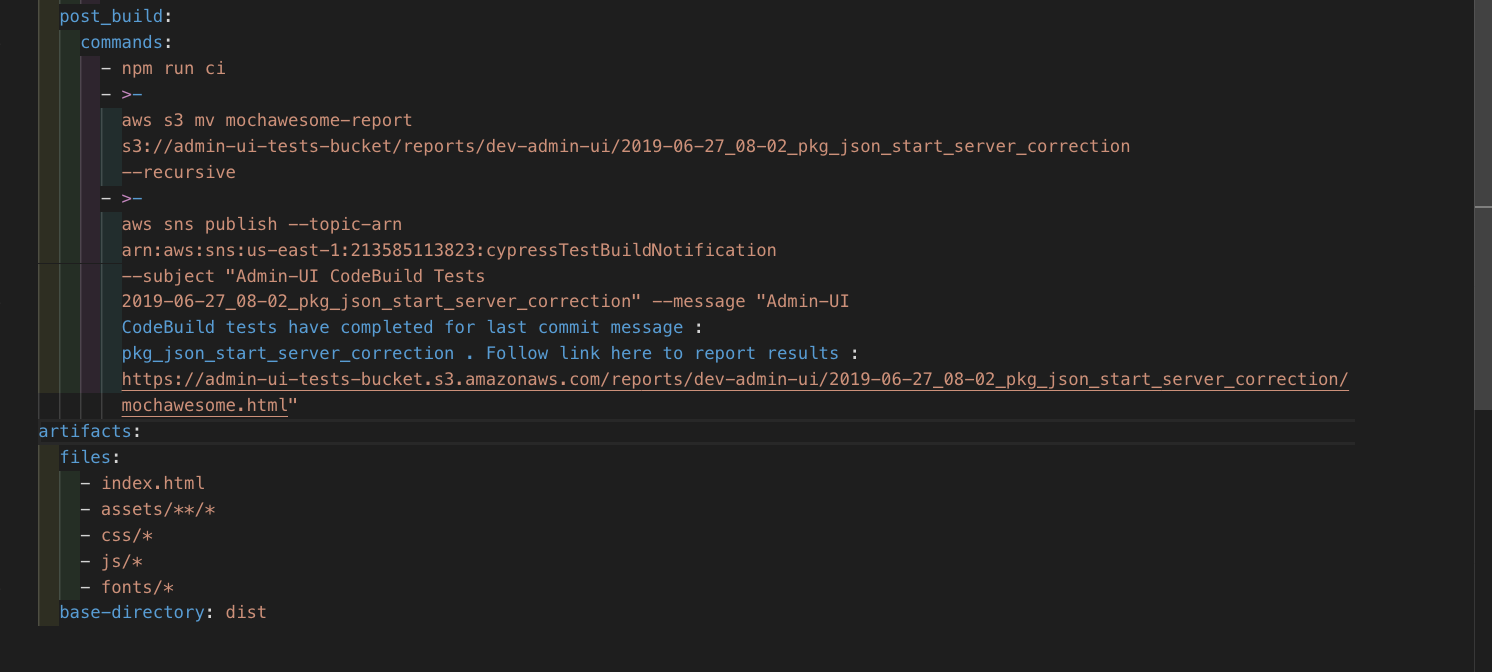 post_build:
commands:
- npm run ci
- >-
aws s3 mv mochawesome-report
s3://admin-ui-tests-bucket/reports/dev-admin-ui/2019-06-27_08-02_pkg_json_start_server_correction
--recursive
- >-
aws sns publish --topic-arn
arn:aws:sns:us-east-1:213585113823:cypressTestBuildNotification
--subject "Admin-UI CodeBuild Tests
2019-06-27_08-02_pkg_json_start_server_correction" --message "Admin-UI
CodeBuild tests have completed for last commit message :
pkg_json_start_server_correction . Follow link here to report results :
https://admin-ui-tests-bucket.s3.amazonaws.com/reports/dev-admin-ui/2019-06-27_08-02_pkg_json_start_server_correction/
mochawesome.html"
artifacts:
files:
- index.html
- assets/**/*
- css/*
- js/*
- fonts/*
base-directory: dist